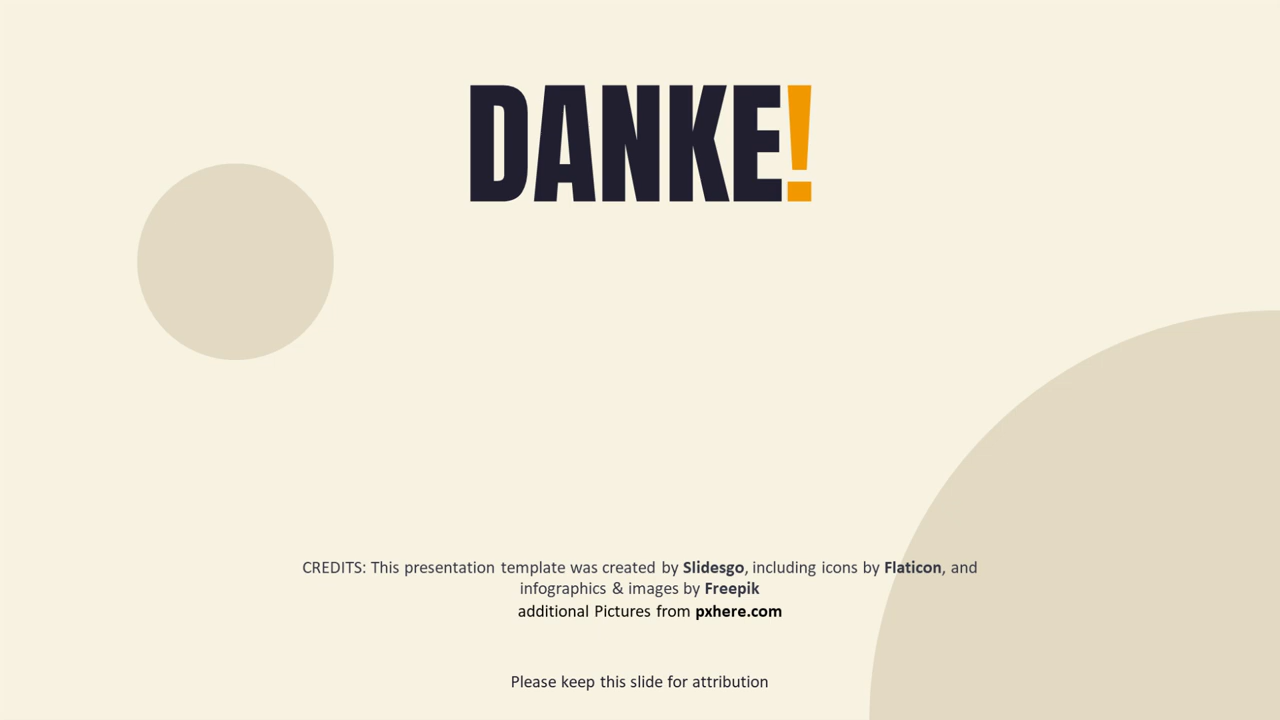 DANKE!
CREDITS: This presentation template was created by Slidesgo, including icons by Flaticon, and
infographics & images by Freepik
additional Pictures from pxhere.com
Please keep this slide for attribution